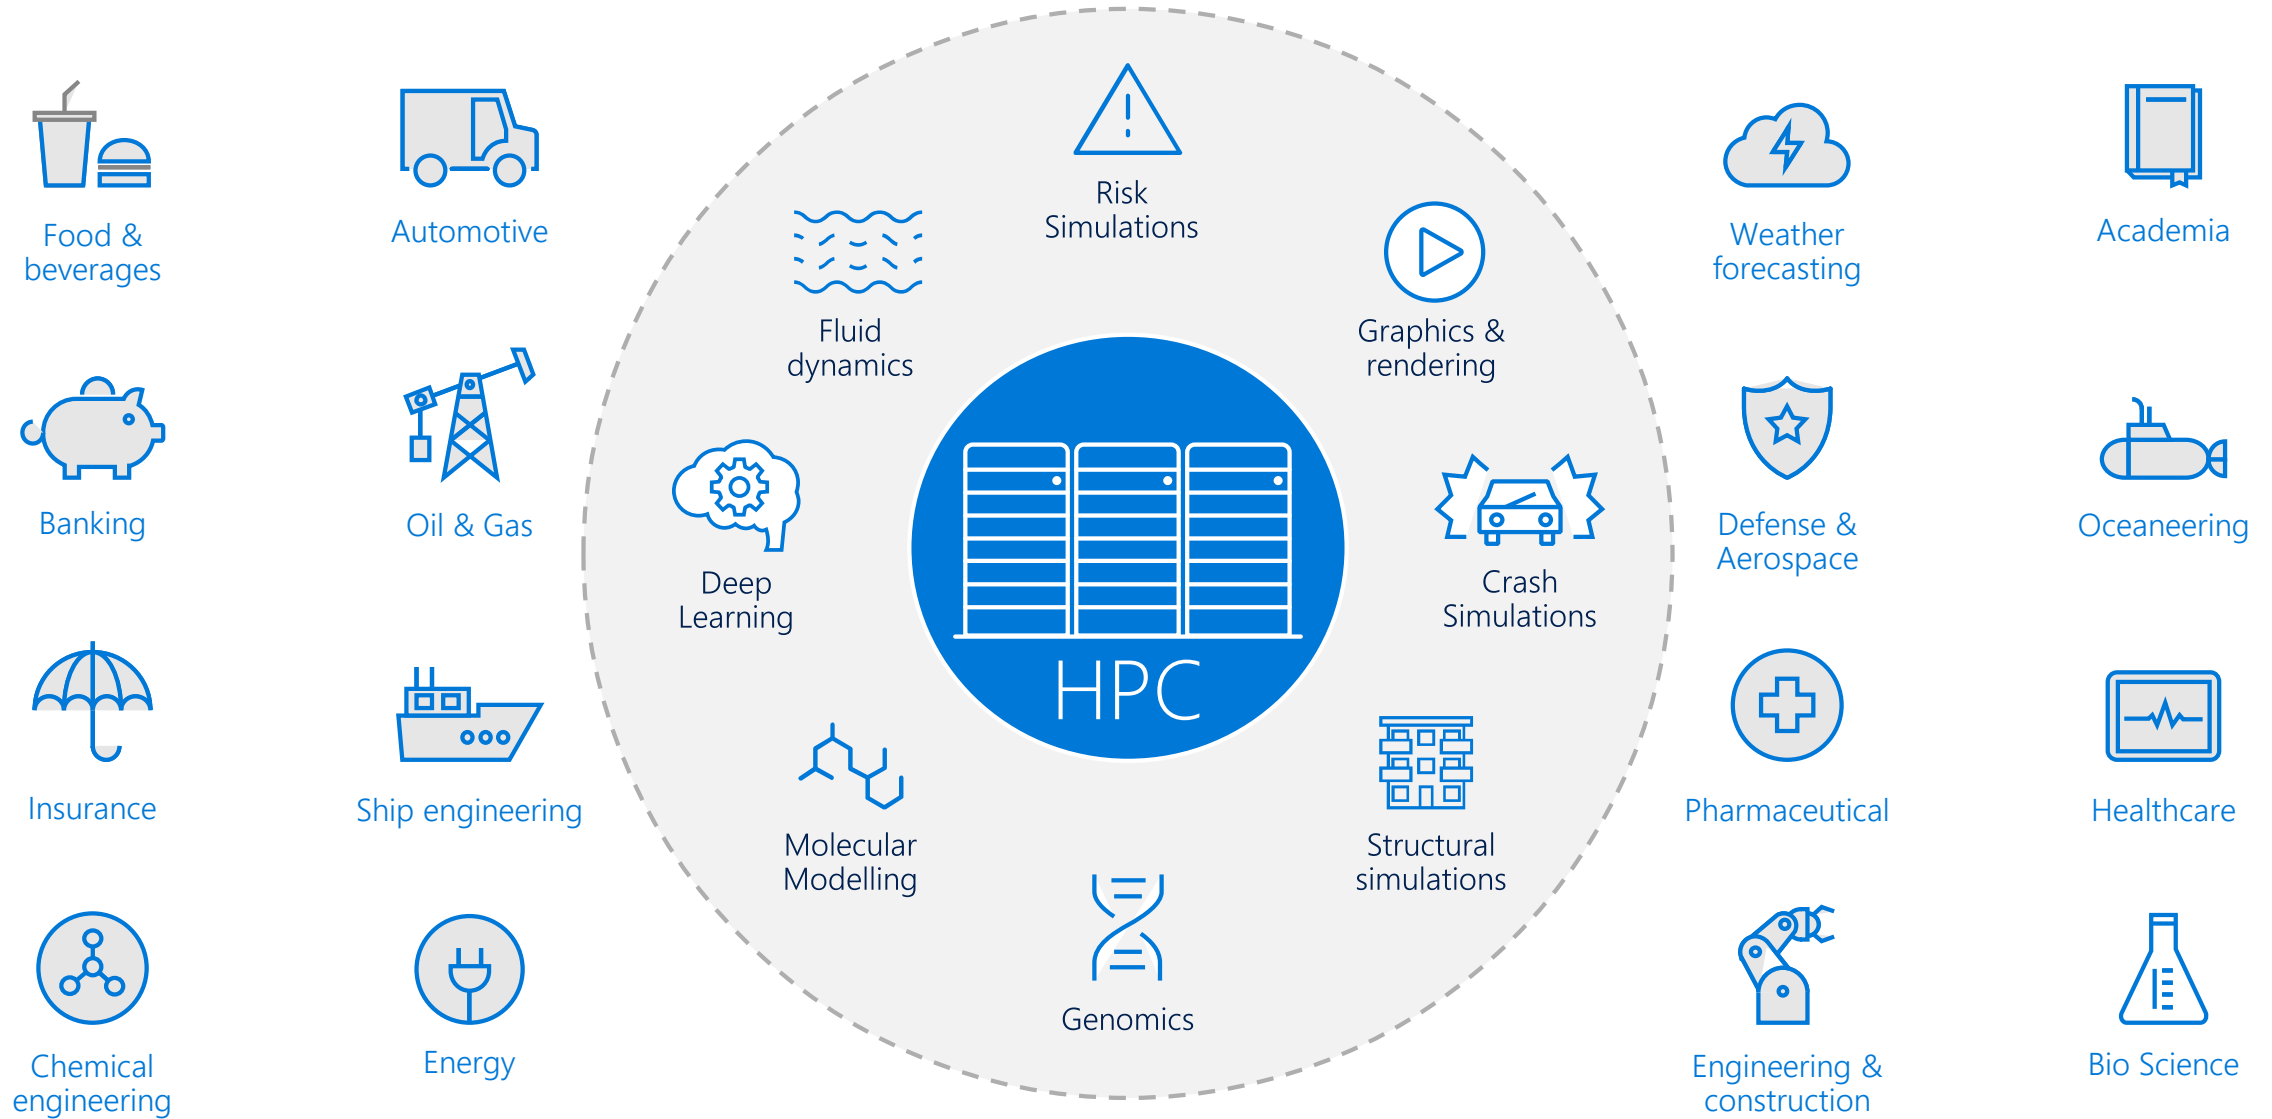 Food &
beverages
Automotive
Banking
Oil & Gas
Insurance
Ship engineering
Chemical
engineering
Energy
Risk
Simulations
Fluid
dynamics
Graphics &
rendering
Deep
Learning
HPC
Crash
Simulations
Molecular
Modelling
Structural
simulations
Genomics
Weather
forecasting
Academia
Defense &
Aerospace
Oceaneering
Pharmaceutical
Healthcare
Engineering &
construction
Bio Science